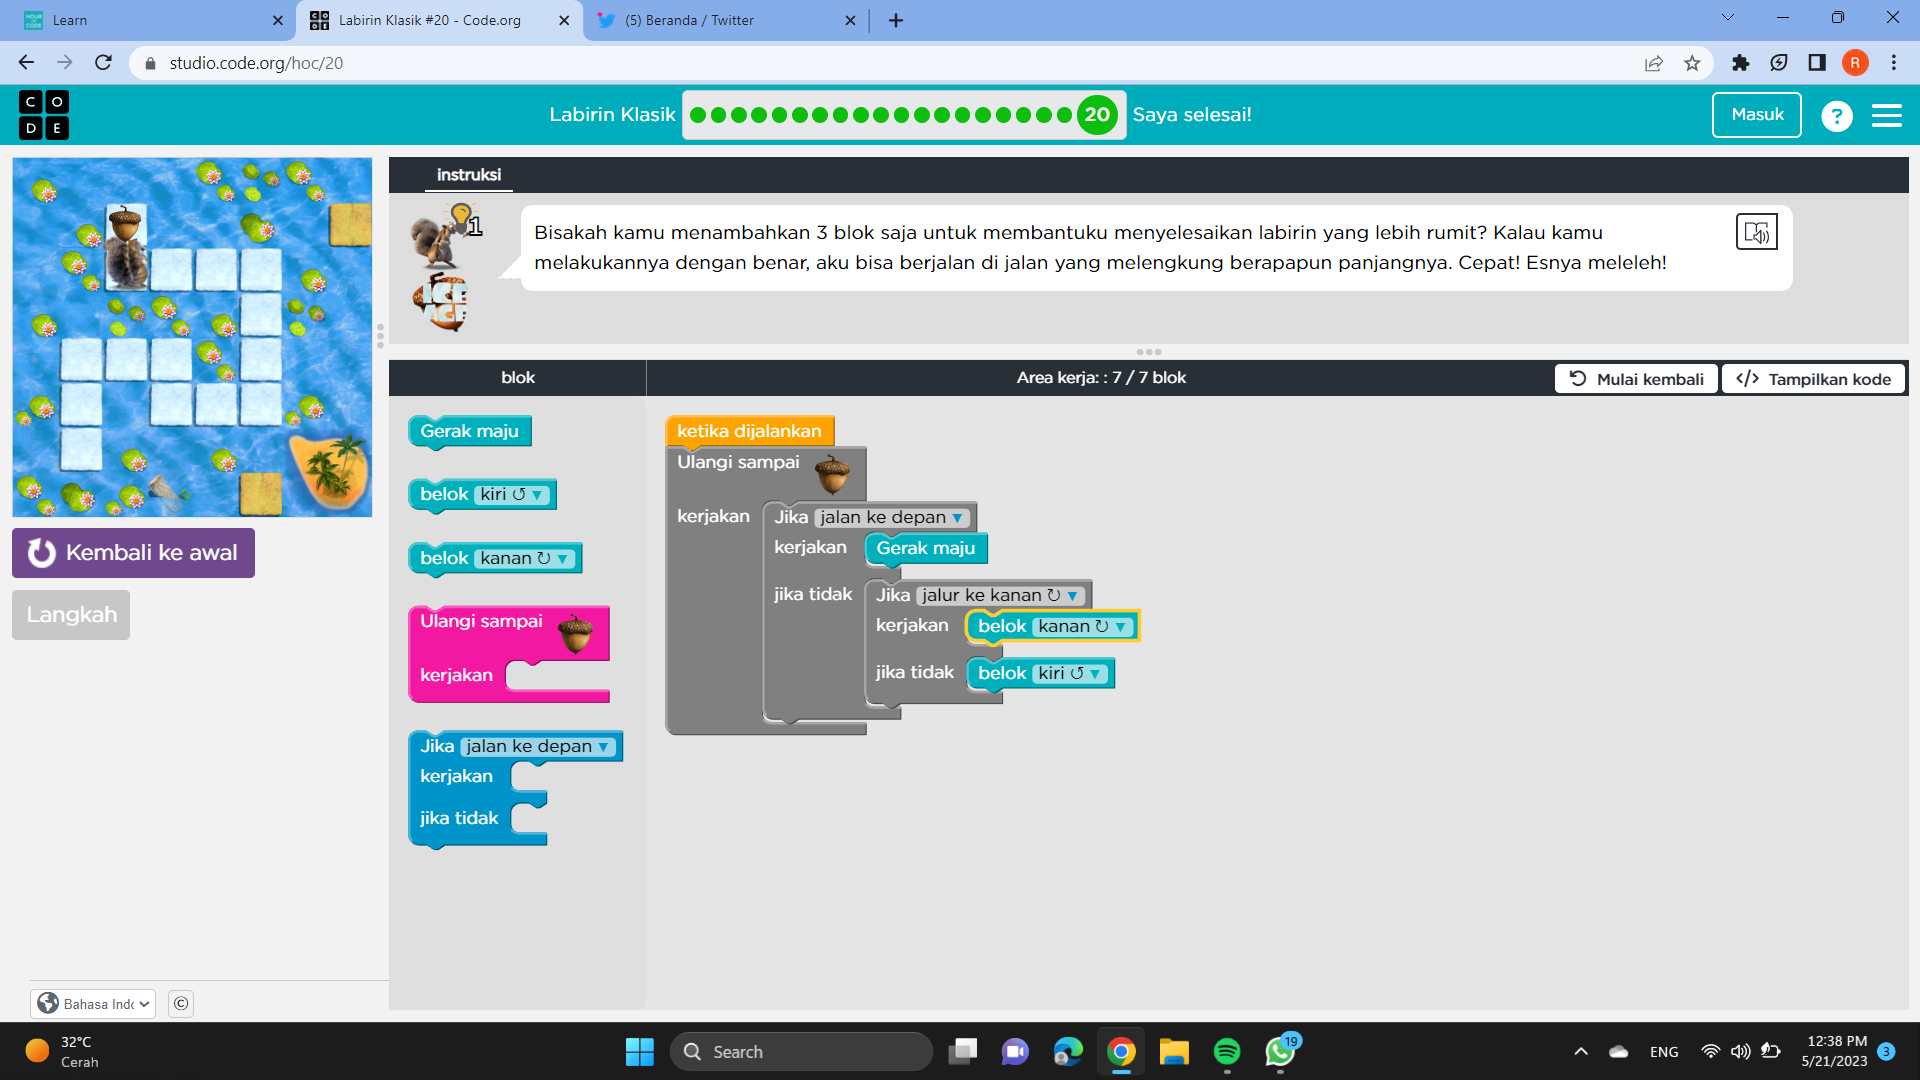 Learn
Labirin Klasik #20 - Code.org
(5) Beranda / Twitter
studio.code.org/hoc/20
R
C O
D E
Labirin Klasik
20
Saya selesai!
Masuk
?
instruksi
1
Bisakah kamu menambahkan 3 blok saja untuk membantuku menyelesaikan labirin yang lebih rumit? Kalau kamu
melakukannya dengan benar, aku bisa berjalan di jalan yang melengkung berapapun panjangnya. Cepat! Esnya meleleh!
ICE
AGE
blok
Area kerja: : 7 / 7 blok
Mulai kembali
</> Tampilkan kode
Gerak maju
belok kiri ↺ ▼
belok kanan ↻ ▼
Ulangi sampai
kerjakan
Jika jalan ke depan ▼
kerjakan
jika tidak
ketika dijalankan
Ulangi sampai
kerjakan
Jika jalan ke depan ▼
kerjakan Gerak maju
jika tidak
Jika jalur ke kanan ↻ ▼
kerjakan belok kanan ↻ ▼
jika tidak belok kiri ↺ ▼
Kembali ke awal
Langkah
Bahasa Indo
©
32°C
Cerah
Search
19
ENG
12:38 PM
5/21/2023
3